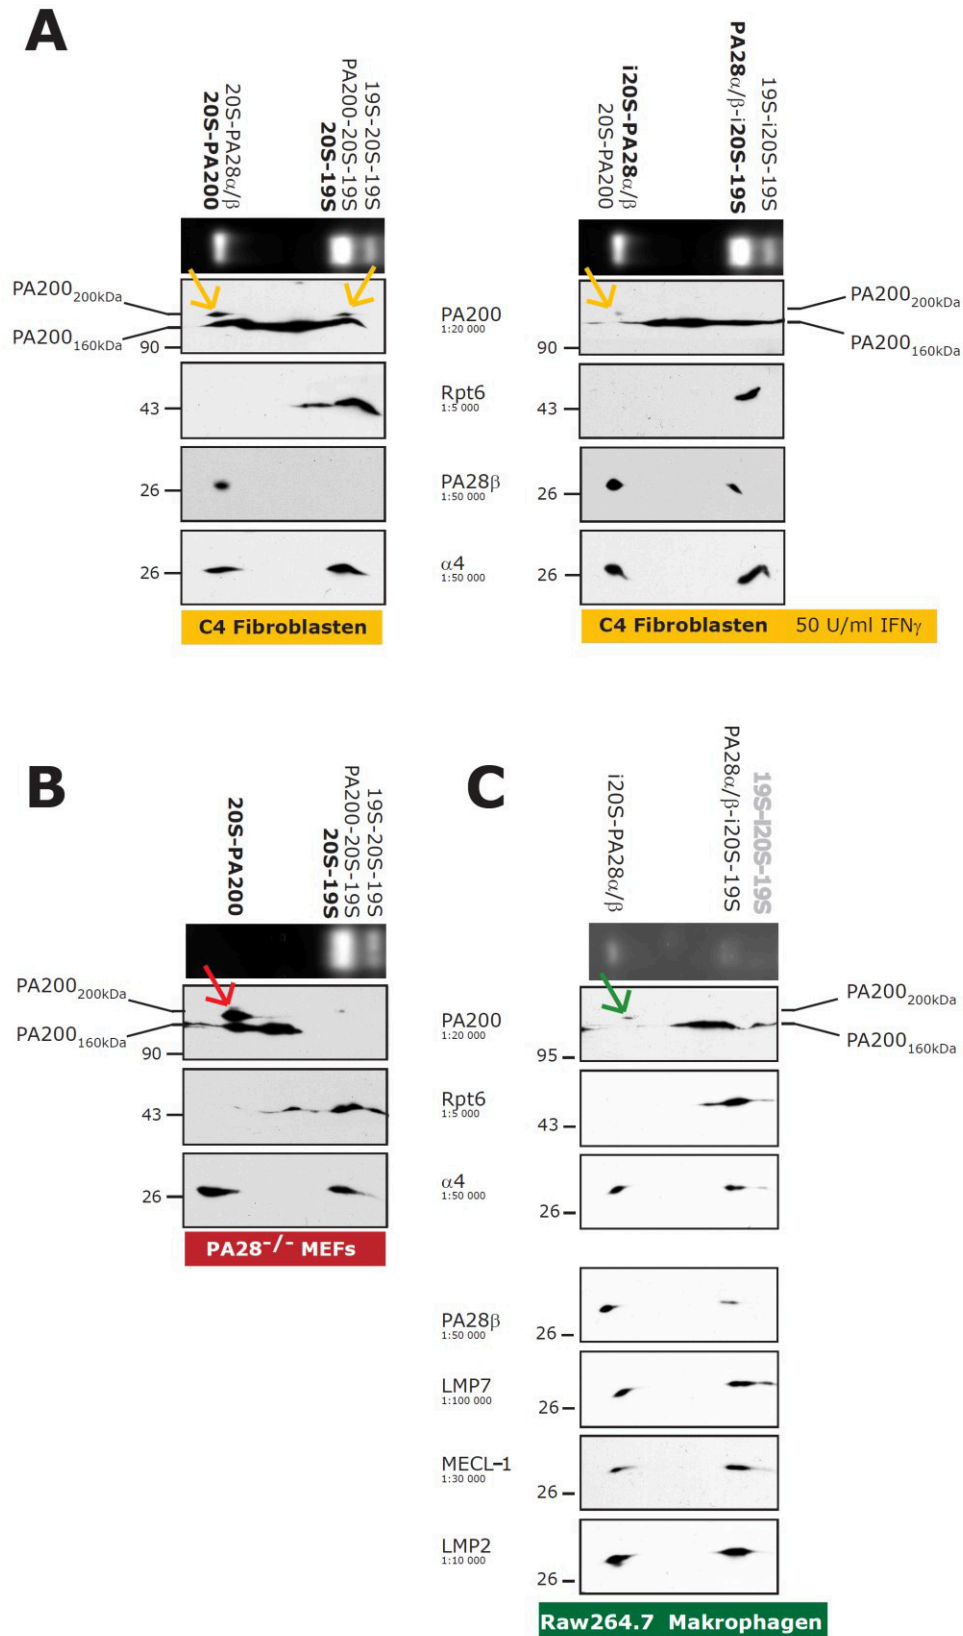 A
20S-PA28α/β
20S-PA200
19S-20S-19S
PA200-20S-19S
20S-19S
i20S-PA28α/β
20S-PA200
PA28α/β-i20S-19S
19S-i20S-19S
PA200200kDa
PA200160kDa
90
43
26
26
PA200
1:20 000
Rpt6
1:5 000
PA28β
1:50 000
α4
1:50 000
90
43
26
26
PA200200kDa
PA200160kDa
C4 Fibroblasten
C4 Fibroblasten 50 U/ml IFNγ
B
20S-PA200
19S-20S-19S
PA200-20S-19S
20S-19S
PA200200kDa
PA200160kDa
90
43
26
PA28-/- MEFs
C
i20S-PA28α/β
PA28α/β-i20S-19S
19S-I20S-19S
PA200
1:20 000
Rpt6
1:5 000
α4
1:50 000
PA28β
1:50 000
LMP7
1:100 000
MECL-1
1:30 000
LMP2
1:10 000
95
43
26
26
26
26
26
PA200200kDa
PA200160kDa
Raw264.7 Makrophagen